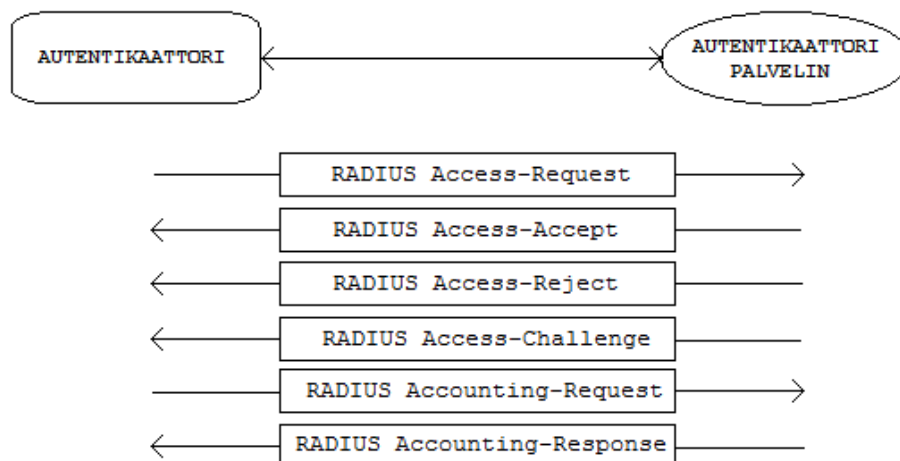 AUTENTIKAATTORI
AUTENTIKAATTORI
PALVELIN
RADIUS Access-Request
RADIUS Access-Accept
RADIUS Access-Reject
RADIUS Access-Challenge
RADIUS Accounting-Request
RADIUS Accounting-Response